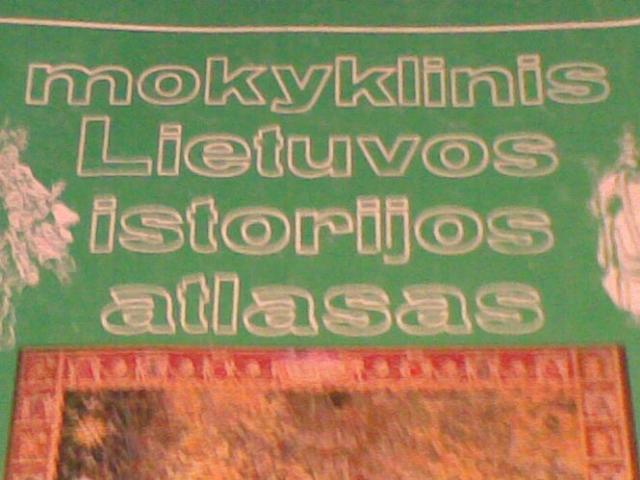 mokyklinis
Lietuvos
istorijos
atlasas